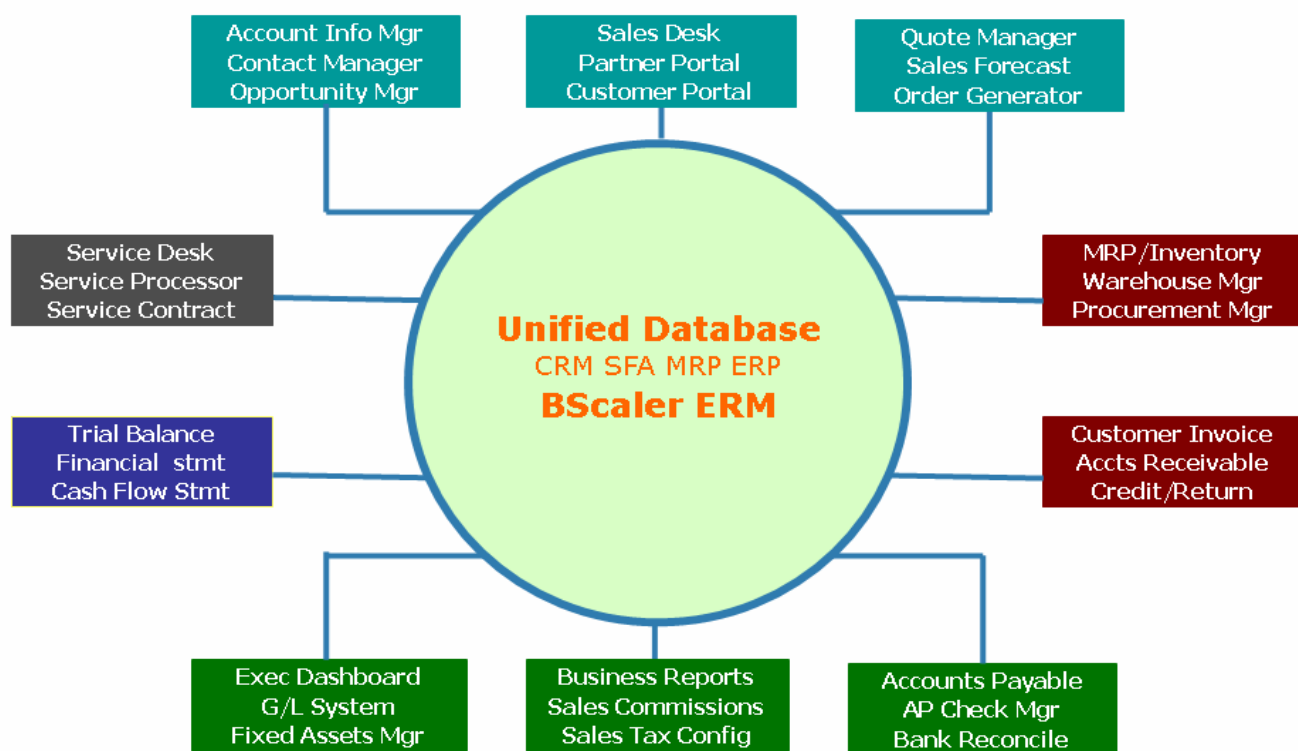 Account Info Mgr
Contact Manager
Opportunity Mgr
Sales Desk
Partner Portal
Customer Portal
Quote Manager
Sales Forecast
Order Generator
Service Desk
Service Processor
Service Contract
MRP/Inventory
Warehouse Mgr
Procurement Mgr
Unified Database
CRM SFA MRP ERP
BScaler ERM
Trial Balance
Financial stmt
Cash Flow Stmt
Customer Invoice
Accts Receivable
Credit/Return
Exec Dashboard
G/L System
Fixed Assets Mgr
Business Reports
Sales Commissions
Sales Tax Config
Accounts Payable
AP Check Mgr
Bank Reconcile